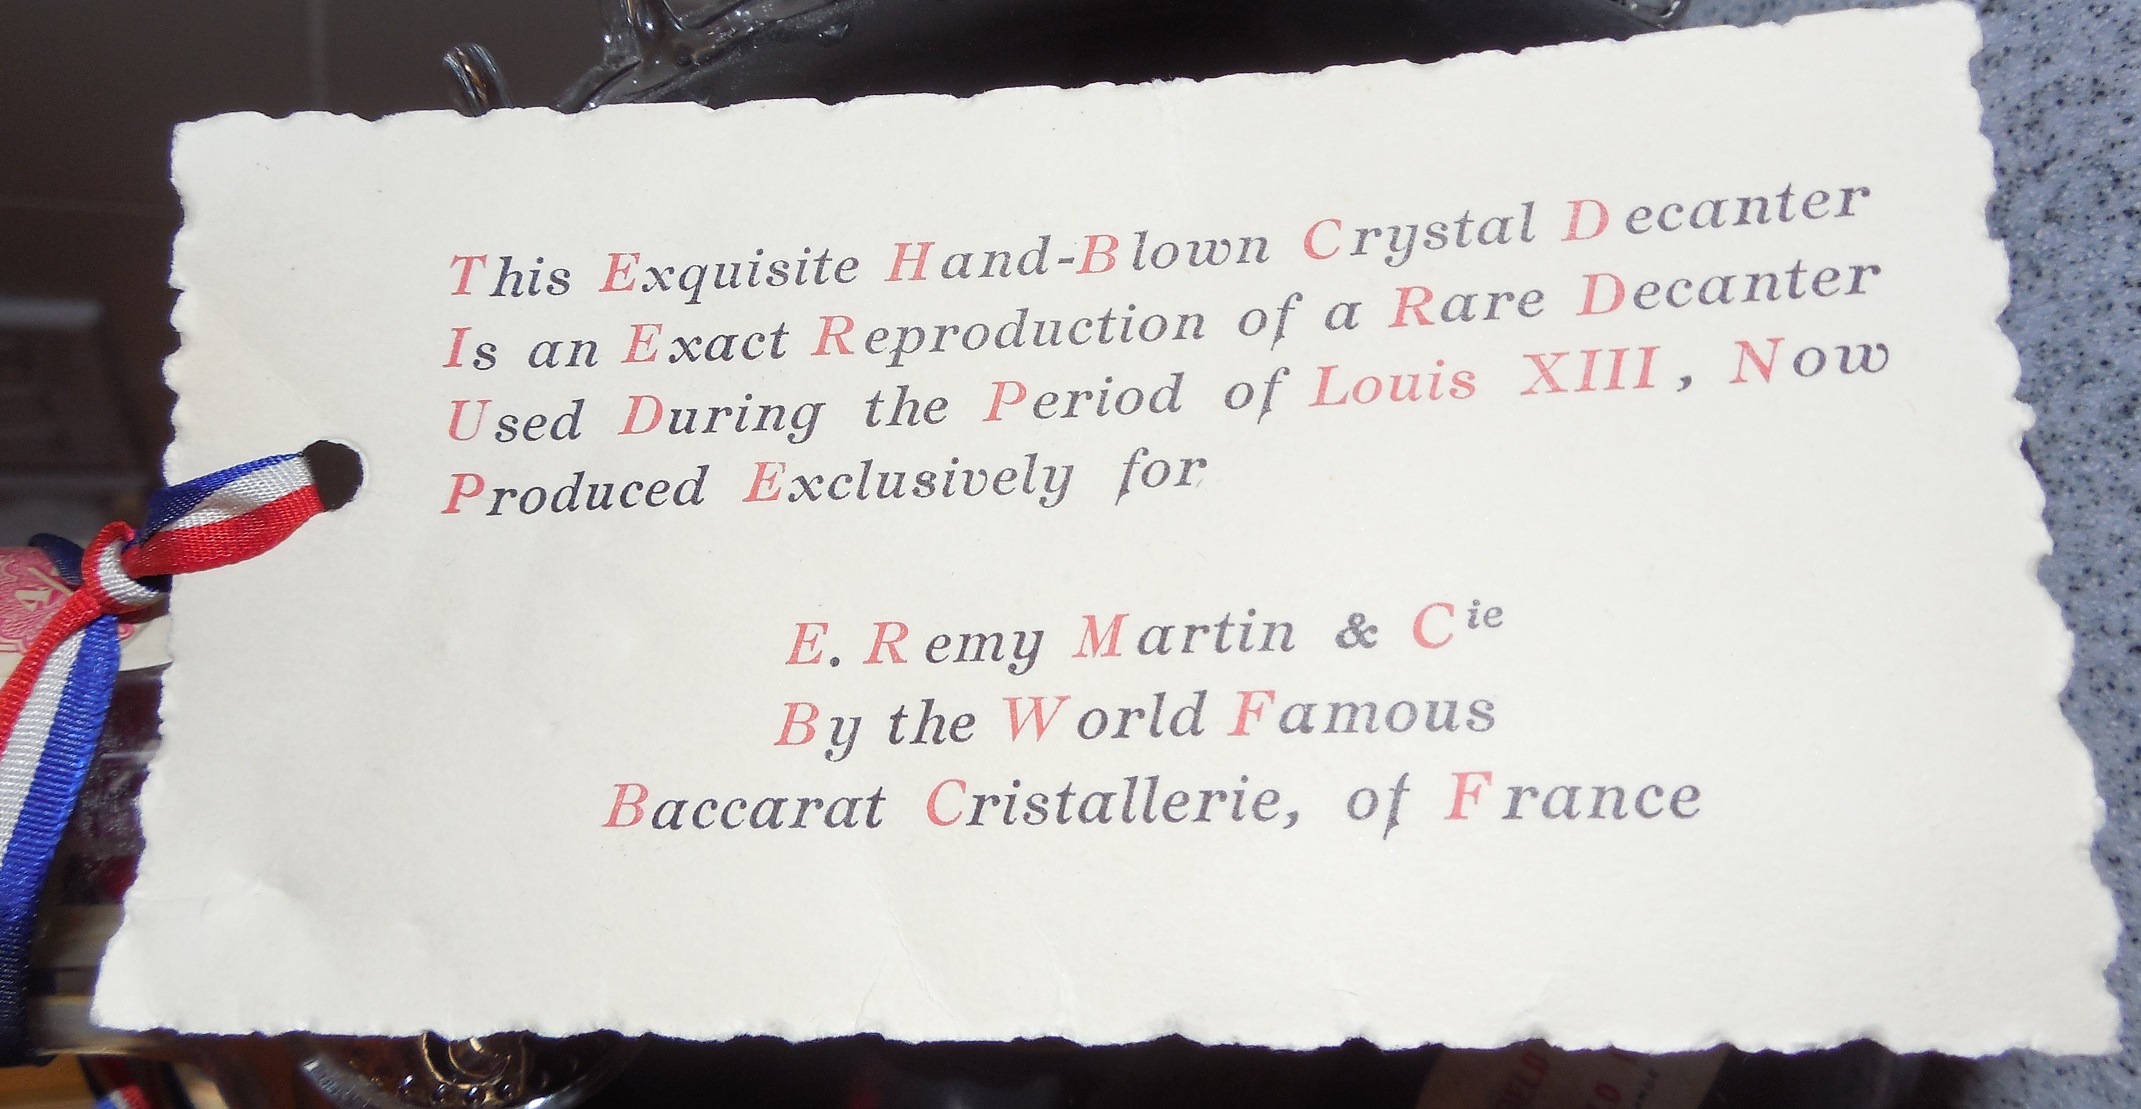 This Exquisite Hand-Blown Crystal Decanter
Is an Exact Reproduction of a Rare Decanter
Used During the Period of Louis XIII, Now
Produced Exclusively for
E. Remy Martin & Cie
By the World Famous
Baccarat Cristallerie, of France